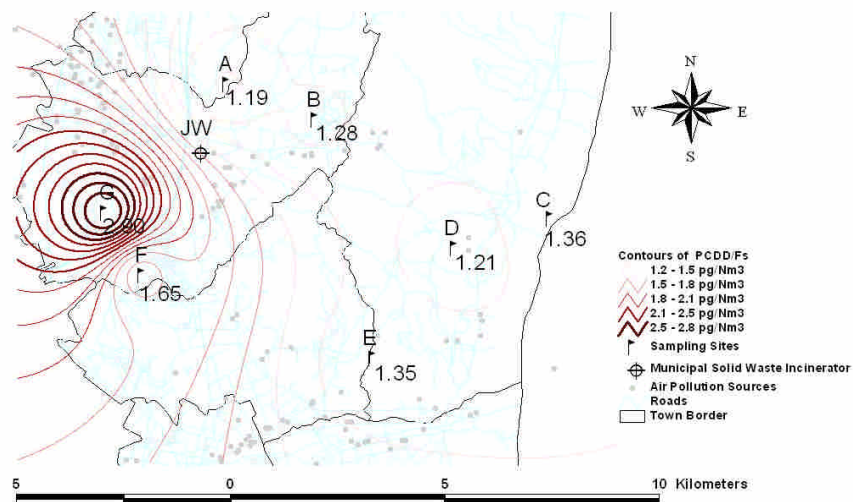 A
1.19
B
1.28
JW
N
W E
S
G
2.90
C
1.36
D
1.21
F
1.65
E
1.35
Contours of PCDD/Fs
1.2 - 1.5 pg/Nm3
1.5 - 1.8 pg/Nm3
1.8 - 2.1 pg/Nm3
2.1 - 2.5 pg/Nm3
2.5 - 2.8 pg/Nm3
Sampling Sites
Municipal Solid Waste Incinerator
Air Pollution Sources
Roads
Town Border
5 0 5 10 Kilometers